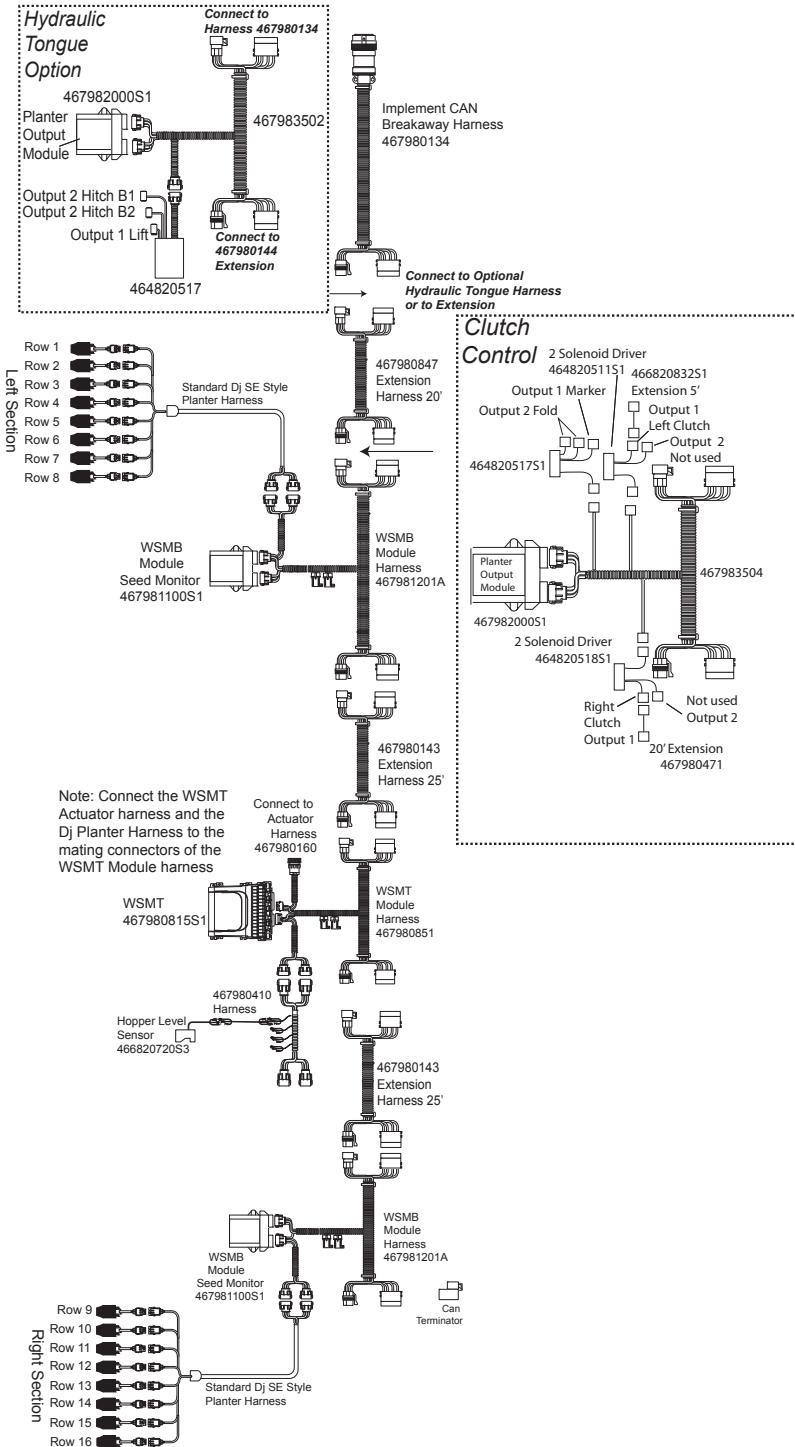 Hydraulic
Tongue
Option
Connect to
Harness 467980134
467982000S1
Planter
Output
Module
467983502
Output 2 Hitch B1
Output 2 Hitch B2
Output 1 Lift
464820517
Connect to
467980144
Extension
Implement CAN
Breakaway Harness
467980134
Connect to Optional
Hydraulic Tongue Harness
or to Extension
Left Section
Row 1
Row 2
Row 3
Row 4
Row 5
Row 6
Row 7
Row 8
Standard Dj SE Style
Planter Harness
467980847
Extension
Harness 20'
WSMB
Module
Seed Monitor
467981100S1
WSMB
Module
Harness
467981201A
Clutch
Control
2 Solenoid Driver
464820511S1
466820832S1
Extension 5'
Output 1 Marker
Output 2 Fold
Output 1
Left Clutch
Output 2
Not used
464820517S1
Planter
Output
Module
467982000S1
467983504
2 Solenoid Driver
464820518S1
Right
Clutch
Output 1
Not used
Output 2
20' Extension
467980471
467980143
Extension
Harness 25'
Note: Connect the WSMT
Actuator harness and the
Dj Planter Harness to the
mating connectors of the
WSMT Module harness
Connect to
Actuator
Harness
467980160
WSMT
467980815S1
WSMT
Module
Harness
467980851
467980410
Harness
Hopper Level
Sensor
466820720S3
467980143
Extension
Harness 25'
WSMB
Module
Seed Monitor
467981100S1
WSMB
Module
Harness
467981201A
Can
Terminator
Right Section
Row 9
Row 10
Row 11
Row 12
Row 13
Row 14
Row 15
Row 16
Standard Dj SE Style
Planter Harness